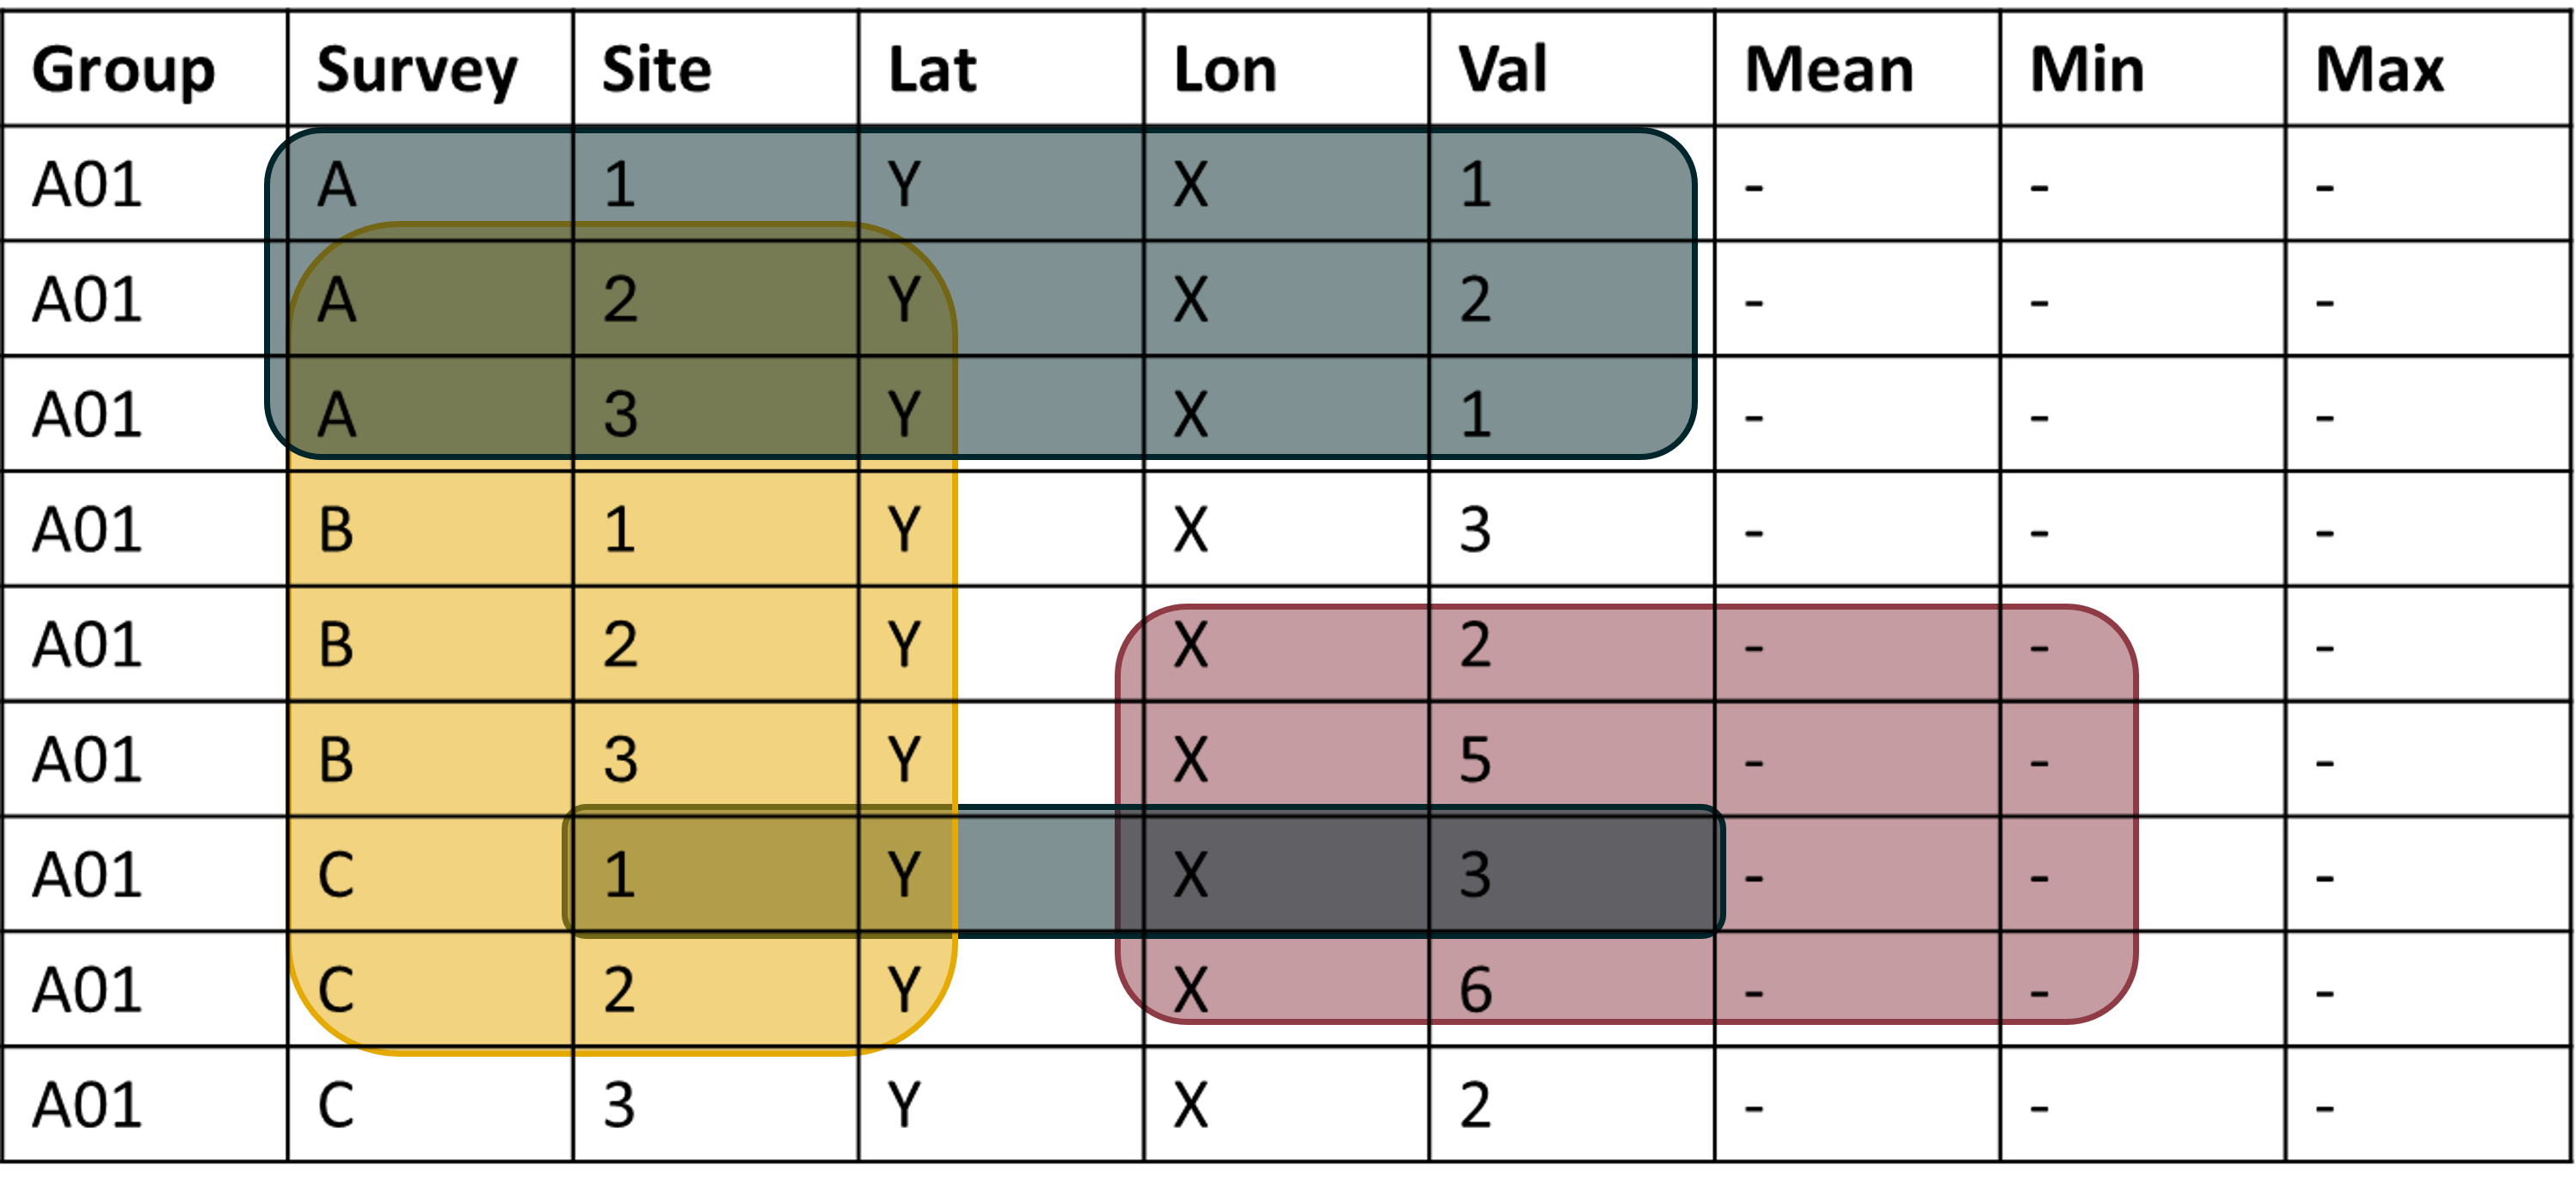 Group Survey Site Lat Lon Val Mean Min Max
A01 A 1 Y X 1 - - -
A01 A 2 Y X 2 - - -
A01 A 3 Y X 1 - - -
A01 B 1 Y X 3 - - -
A01 B 2 Y X 2 - - -
A01 B 3 Y X 5 - - -
A01 C 1 Y X 3 - - -
A01 C 2 Y X 6 - - -
A01 C 3 Y X 2 - - -